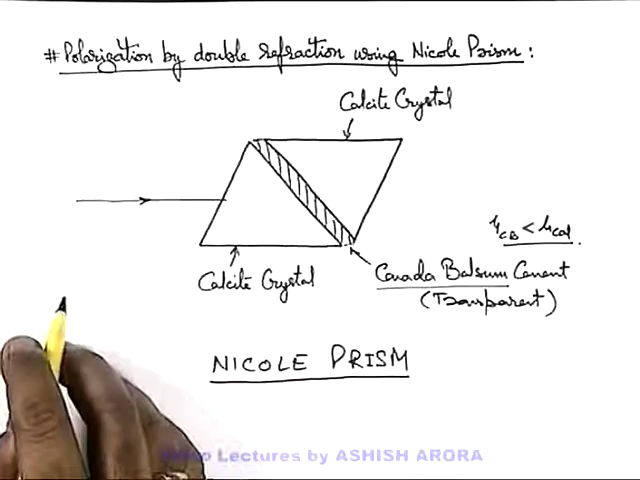 # Polarization by double refraction using Nicole Prism :
Calcite Crystal
μCB < μcal.
Calcite Crystal
Canada Balsum Cement
(Transparent)
NICOLE PRISM
Lectures by ASHISH ARORA